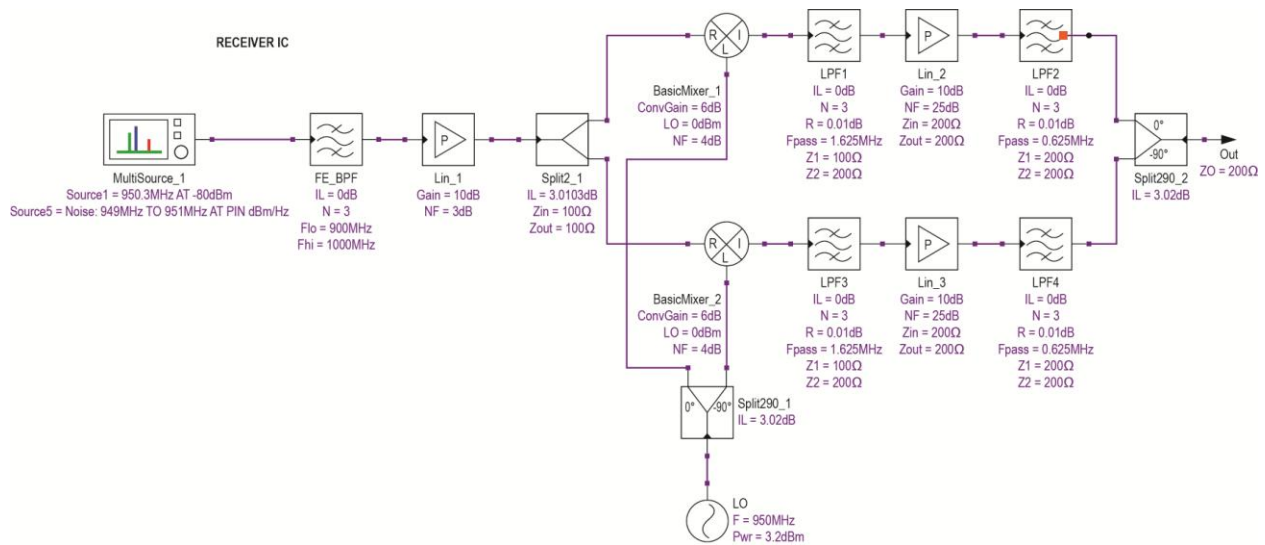 RECEIVER IC
MultiSource_1
Source1 = 950.3MHz AT -80dBm
Source5 = Noise: 949MHz TO 951MHz AT PIN dBm/Hz
FE_BPF
IL = 0dB
N = 3
Flo = 900MHz
Fhi = 1000MHz
P
Lin_1
Gain = 10dB
NF = 3dB
Split2_1
IL = 3.0103dB
Zin = 100Ω
Zout = 100Ω
R
I
L
BasicMixer_1
ConvGain = 6dB
LO = 0dBm
NF = 4dB
LPF1
IL = 0dB
N = 3
R = 0.01dB
Fpass = 1.625MHz
Z1 = 100Ω
Z2 = 200Ω
P
Lin_2
Gain = 10dB
NF = 25dB
Zin = 200Ω
Zout = 200Ω
LPF2
IL = 0dB
N = 3
R = 0.01dB
Fpass = 0.625MHz
Z1 = 200Ω
Z2 = 200Ω
0°
-90°
Split290_2
IL = 3.02dB
Out
ZO = 200Ω
R
I
L
BasicMixer_2
ConvGain = 6dB
LO = 0dBm
NF = 4dB
LPF3
IL = 0dB
N = 3
R = 0.01dB
Fpass = 1.625MHz
Z1 = 100Ω
Z2 = 200Ω
P
Lin_3
Gain = 10dB
NF = 25dB
Zin = 200Ω
Zout = 200Ω
LPF4
IL = 0dB
N = 3
R = 0.01dB
Fpass = 0.625MHz
Z1 = 200Ω
Z2 = 200Ω
0°
-90°
Split290_1
IL = 3.02dB
LO
F = 950MHz
Pwr = 3.2dBm